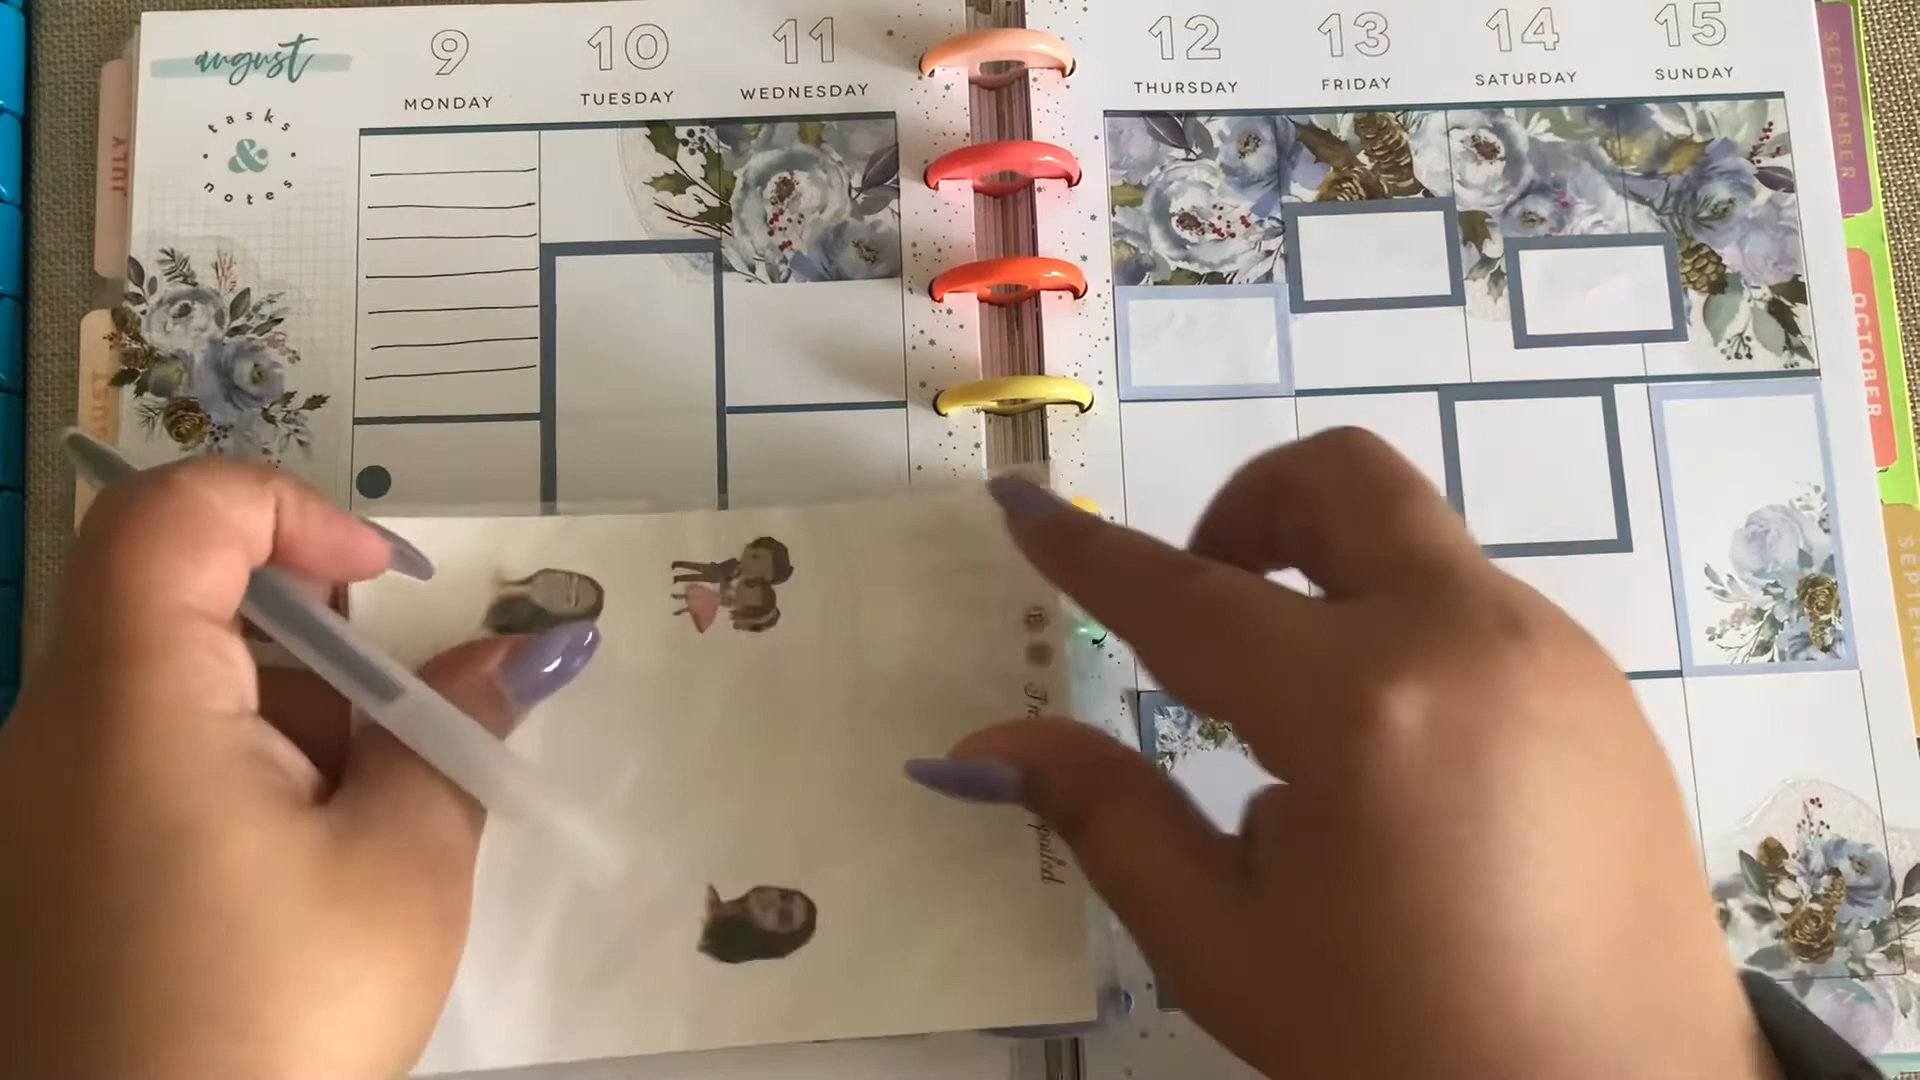 august
tasks
&
notes
9
MONDAY
10
TUESDAY
11
WEDNESDAY
12
THURSDAY
13
FRIDAY
14
SATURDAY
15
SUNDAY
JULY
SEPTEMBER
OCTOBER